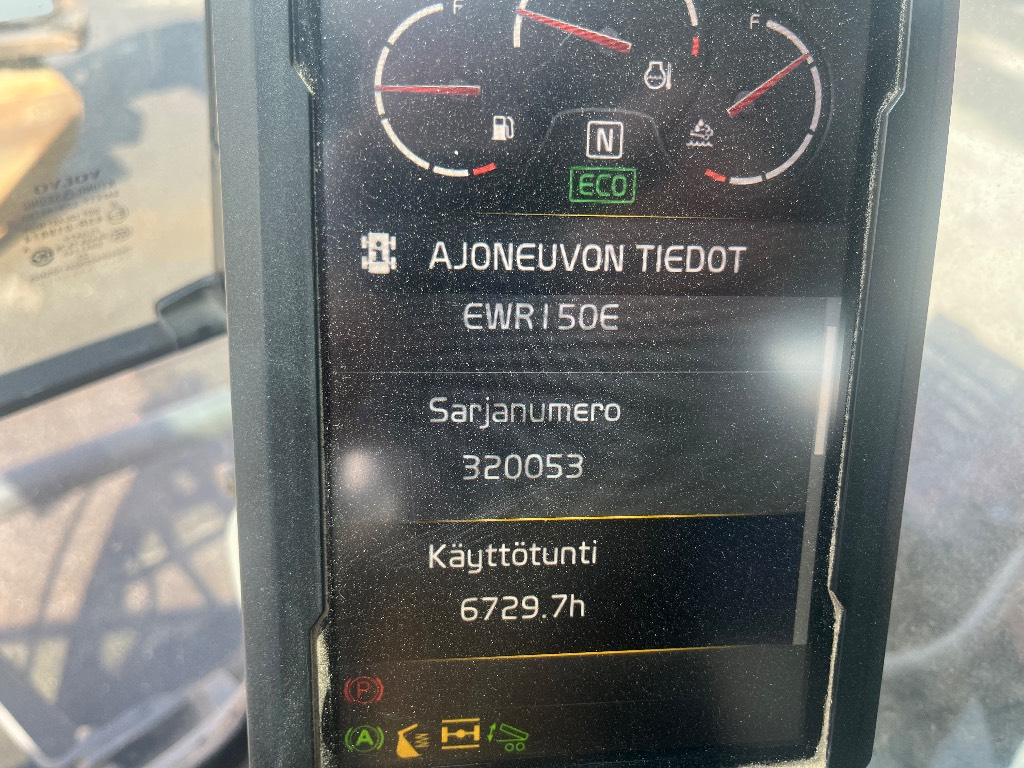 F
F
N
ECO
AJONEUVON TIEDOT
EWR150E
Sarjanumero
320053
Käyttötunti
6729.7h
P
A